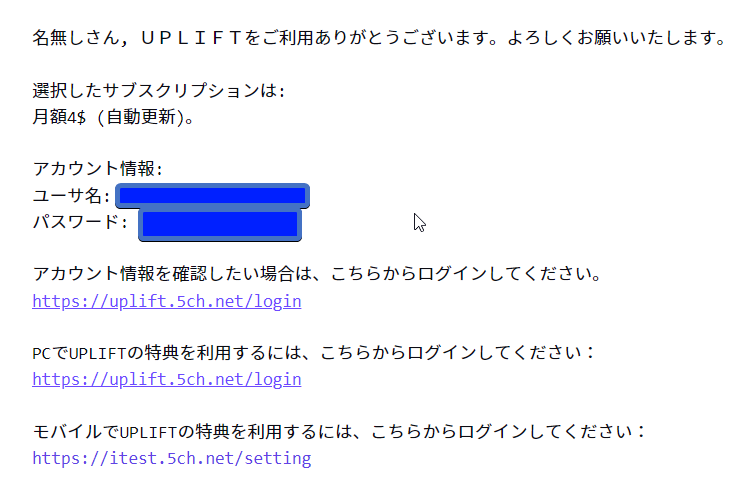 名無しさん, ＵＰＬＩＦＴをご利用ありがとうございます。よろしくお願いいたします。
選択したサブスクリプションは:
月額4$ (自動更新)。
アカウント情報:
ユーサ名:
パスワード:
アカウント情報を確認したい場合は、こちらからログインしてください。
https://uplift.5ch.net/login
PCでUPLIFTの特典を利用するには、こちらからログインしてください：
https://uplift.5ch.net/login
モバイルでUPLIFTの特典を利用するには、こちらからログインしてください：
https://itest.5ch.net/setting